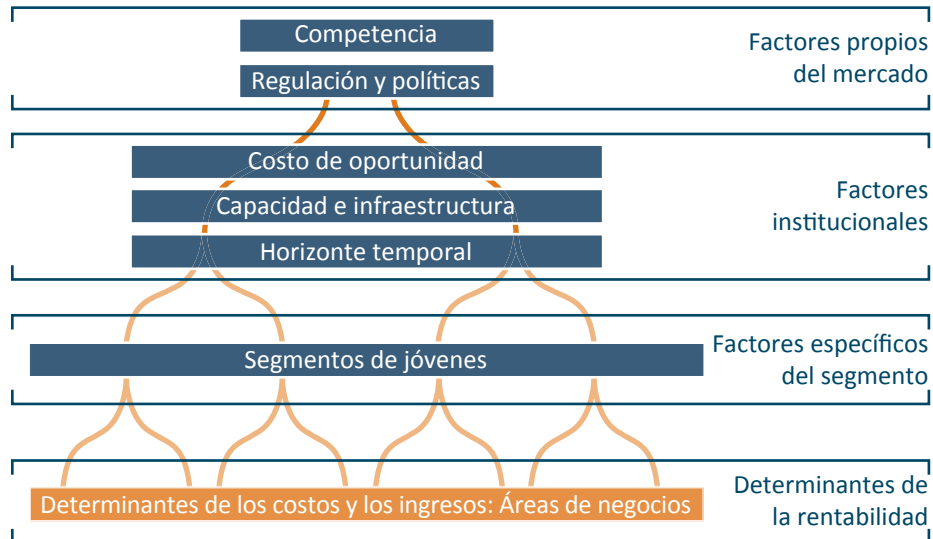 Competencia
Regulación y políticas
Factores propios
del mercado
Costo de oportunidad
Capacidad e infraestructura
Horizonte temporal
Factores
institucionales
Segmentos de jóvenes
Factores específicos
del segmento
Determinantes de los costos y los ingresos: Áreas de negocios
Determinantes de
la rentabilidad